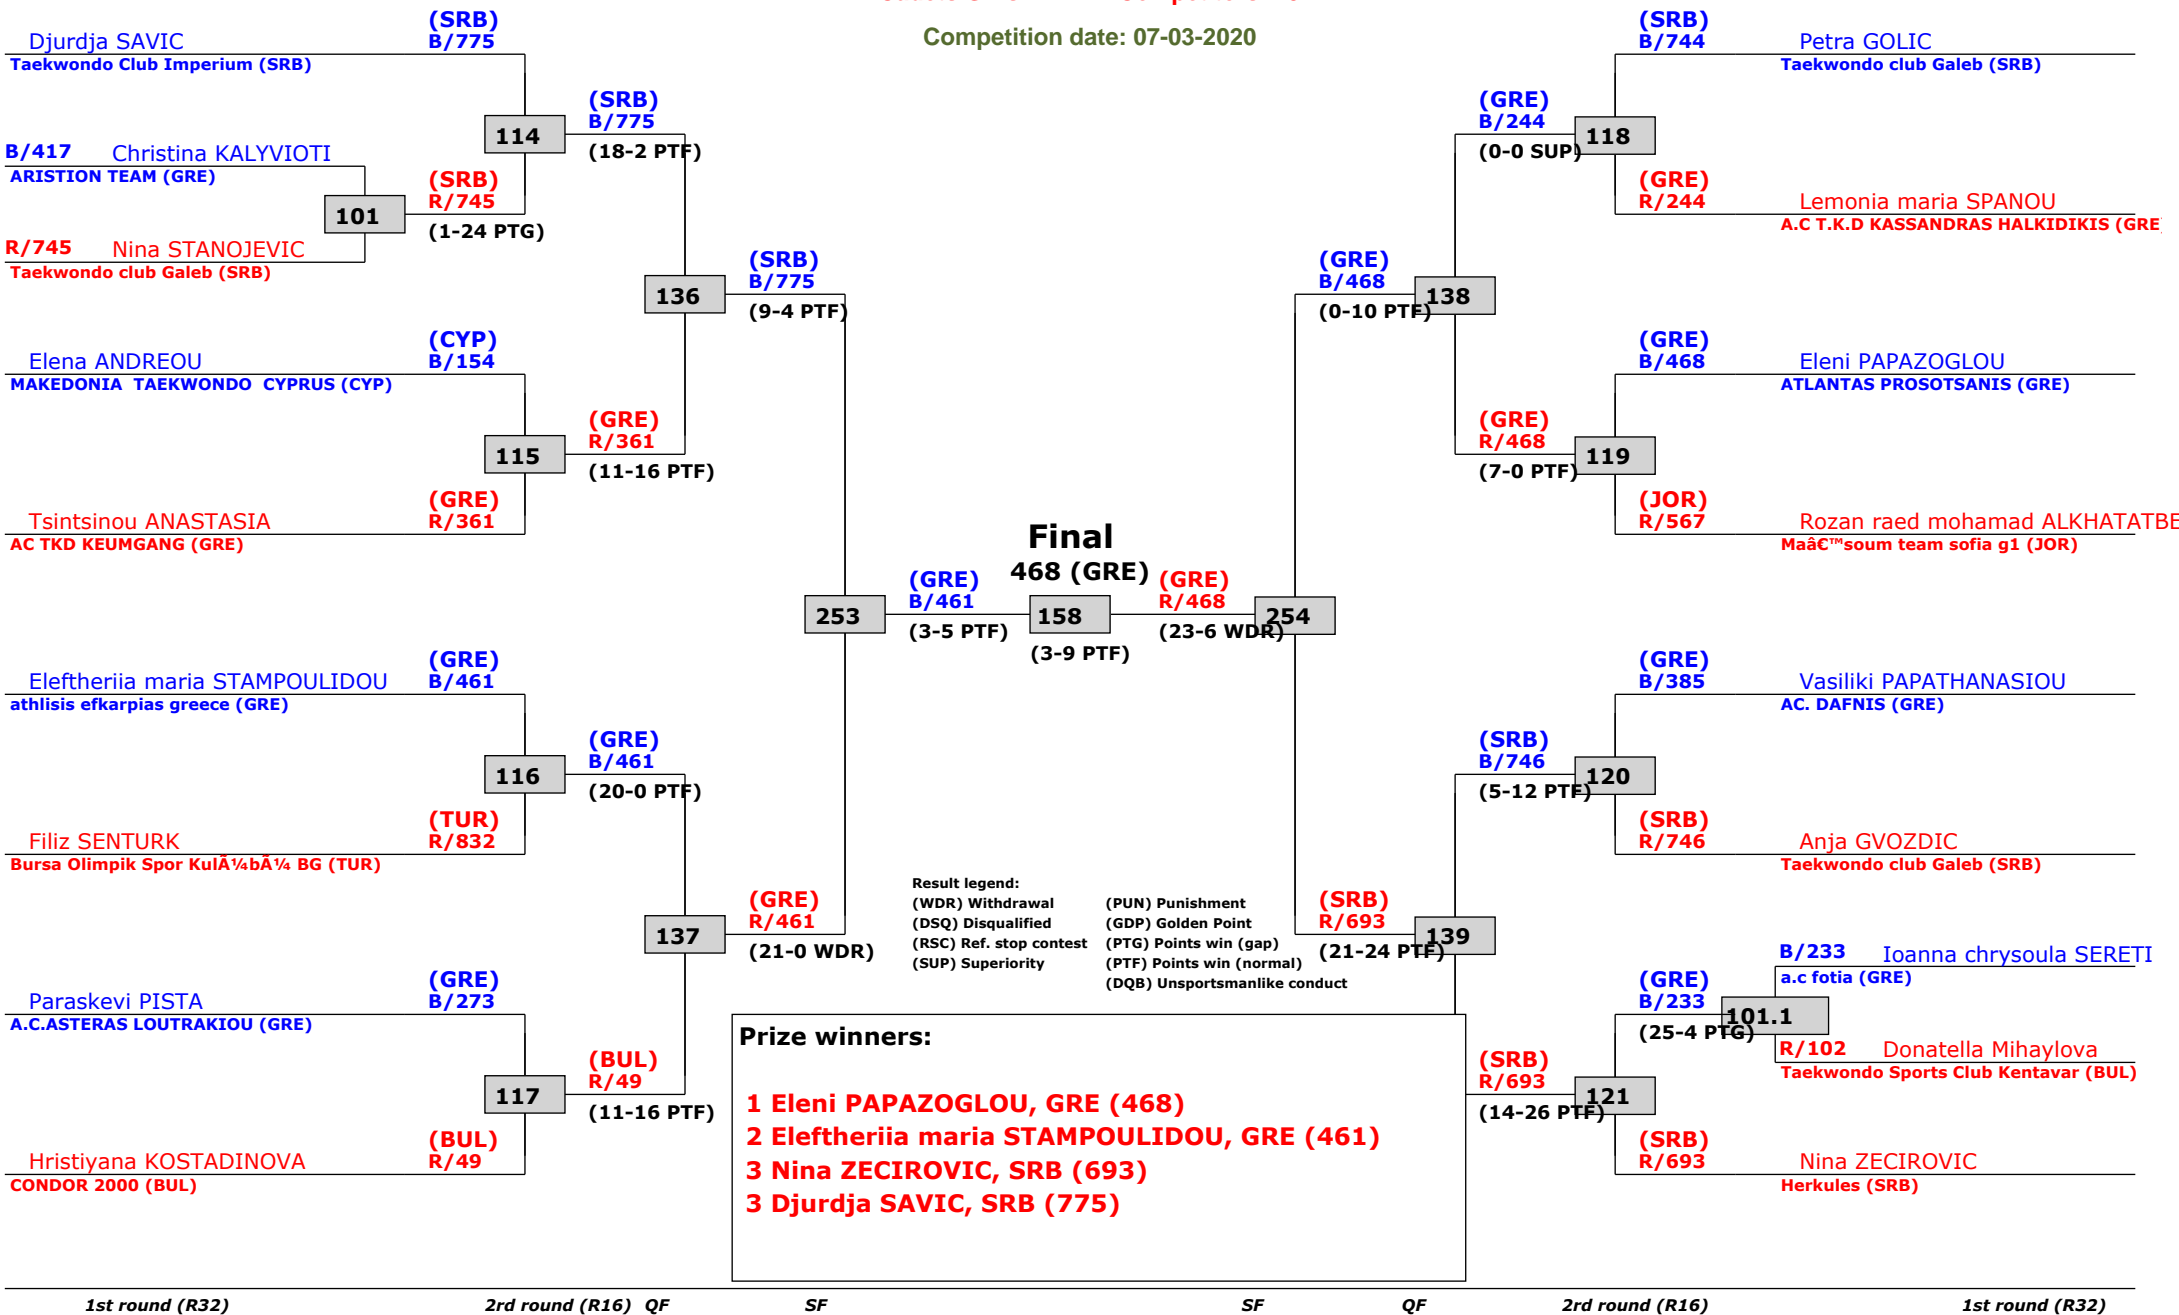 Competition date: 07-03-2020
Djurdja SAVIC
(SRB)
B/775
Taekwondo Club Imperium (SRB)
114
(SRB)
B/775
(18-2 PTF)
B/417 Christina KALYVIOTI
ARISTION TEAM (GRE)
101
(SRB)
R/745
(1-24 PTG)
R/745 Nina STANOJEVIC
Taekwondo club Galeb (SRB)
136
(SRB)
B/775
(9-4 PTF)
Elena ANDREOU
(CYP)
B/154
MAKEDONIA TAEKWONDO CYPRUS (CYP)
115
(GRE)
R/361
(11-16 PTF)
Tsintsinou ANASTASIA
(GRE)
R/361
AC TKD KEUMGANG (GRE)
253
(GRE)
B/461
(3-5 PTF)
Eleftheriia maria STAMPOULIDOU
(GRE)
B/461
athlisis efkarpias greece (GRE)
116
(GRE)
B/461
(20-0 PTF)
Filiz SENTURK
(TUR)
R/832
Bursa Olimpik Spor KulÃ¼bÃ¼ BG (TUR)
137
(GRE)
R/461
(21-0 WDR)
Paraskevi PISTA
(GRE)
B/273
A.C.ASTERAS LOUTRAKIOU (GRE)
117
(BUL)
R/49
(11-16 PTF)
Hristiyana KOSTADINOVA
(BUL)
R/49
CONDOR 2000 (BUL)
Final
468 (GRE)
158
(3-9 PTF)
(GRE)
R/468
(23-6 WDR)
254
Petra GOLIC
(SRB)
B/744
Taekwondo club Galeb (SRB)
(GRE)
B/244
(0-0 SUP)
118
(GRE)
R/244
Lemonia maria SPANOU
A.C T.K.D KASSANDRAS HALKIDIKIS (GRE
(GRE)
B/468
(0-10 PTF)
138
(GRE)
B/468
Eleni PAPAZOGLOU
ATLANTAS PROSOTSANIS (GRE)
(GRE)
R/468
(7-0 PTF)
119
(JOR)
R/567
Rozan raed mohamad ALKHATATBE
Maâ€™soum team sofia g1 (JOR)
(GRE)
B/385
Vasiliki PAPATHANASIOU
AC. DAFNIS (GRE)
(SRB)
B/746
(5-12 PTF)
120
(SRB)
R/746
Anja GVOZDIC
Taekwondo club Galeb (SRB)
(SRB)
R/693
(21-24 PTF)
139
B/233 Ioanna chrysoula SERETI
a.c fotia (GRE)
(GRE)
B/233
(25-4 PTG)
101.1
R/102 Donatella Mihaylova
Taekwondo Sports Club Kentavar (BUL)
(SRB)
R/693
(14-26 PTF)
121
(SRB)
R/693
Nina ZECIROVIC
Herkules (SRB)
Result legend:
(WDR) Withdrawal (PUN) Punishment
(DSQ) Disqualified (GDP) Golden Point
(RSC) Ref. stop contest (PTG) Points win (gap)
(SUP) Superiority (PTF) Points win (normal)
(DQB) Unsportsmanlike conduct
Prize winners:
1 Eleni PAPAZOGLOU, GRE (468)
2 Eleftheriia maria STAMPOULIDOU, GRE (461)
3 Nina ZECIROVIC, SRB (693)
3 Djurdja SAVIC, SRB (775)
1st round (R32) 2rd round (R16) QF SF SF QF 2rd round (R16) 1st round (R32)